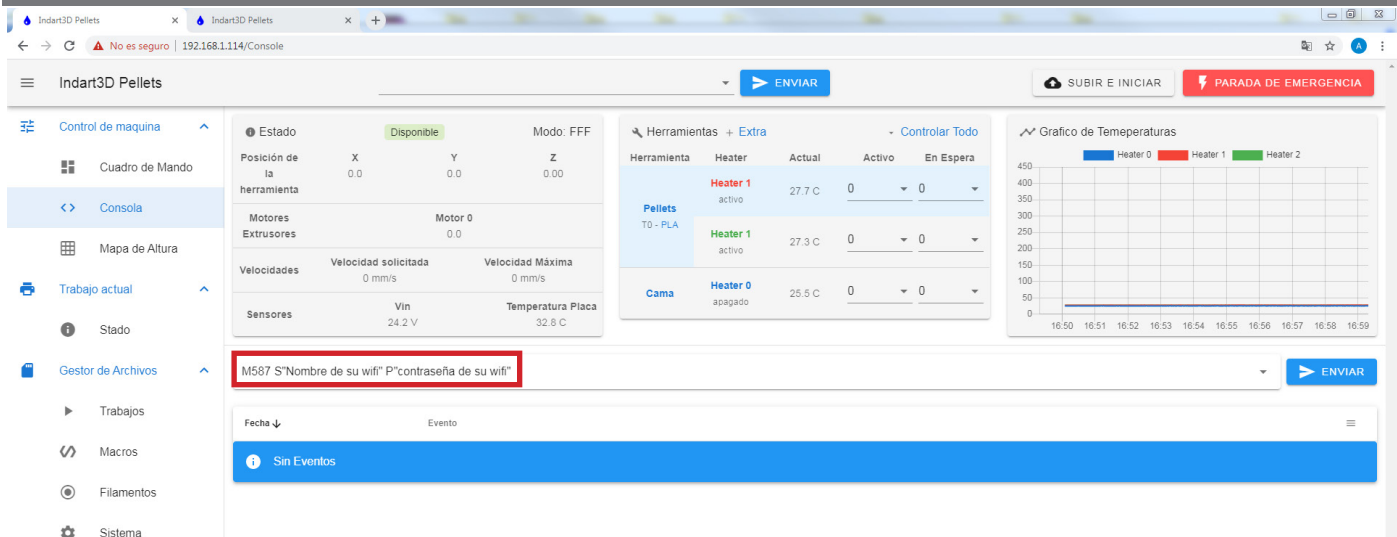 Indart3D Pellets
Indart3D Pellets
No es seguro | 192.168.1.114/Console
A
Indart3D Pellets
ENVIAR
SUBIR E INICIAR
PARADA DE EMERGENCIA
Control de maquina
Cuadro de Mando
Consola
Mapa de Altura
Trabajo actual
Stado
Gestor de Archivos
Trabajos
Macros
Filamentos
Sistema
Estado Disponible Modo: FFF
Posición de X Y Z
la 0.0 0.0 0.00
herramienta
Motores Motor 0
Extrusores 0.0
Velocidades Velocidad solicitada Velocidad Máxima
0 mm/s 0 mm/s
Sensores Vin Temperatura Placa
24.2 V 32.8 C
Herramientas + Extra Controlar Todo
Herramienta Heater Actual Activo En Espera
Pellets
T0 - PLA
Heater 1 27.7 C 0 0
activo
Heater 1 27.3 C 0 0
activo
Cama Heater 0 25.5 C 0 0
apagado
Grafico de Temeperaturas
Heater 0 Heater 1 Heater 2
450
400
350
300
250
200
150
100
50
0
16:50 16:51 16:52 16:53 16:54 16:55 16:56 16:57 16:58 16:59
M587 S"Nombre de su wifi" P"contraseña de su wifi"
ENVIAR
Fecha Evento
Sin Eventos